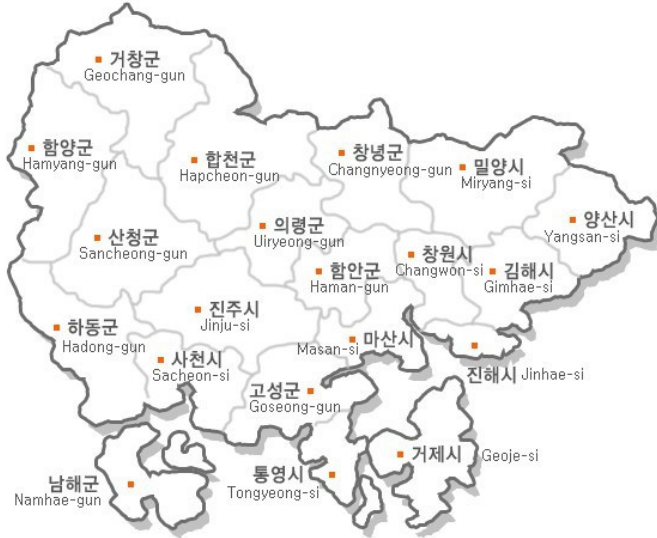 거창군
Geochang-gun
함양군
Hamyang-gun
합천군
Hapcheon-gun
창녕군
Changnyeong-gun
밀양시
Miryang-si
산청군
Sancheong-gun
의령군
Uiryeong-gun
양산시
Yangsan-si
함안군
Haman-gun
창원시
Changwon-si
김해시
Gimhae-si
하동군
Hadong-gun
진주시
Jinju-si
사천시
Sacheon-si
마산시
Masan-si
진해시 Jinhae-si
고성군
Goseong-gun
남해군
Namhae-gun
통영시
Tongyeong-si
거제시 Geoje-si